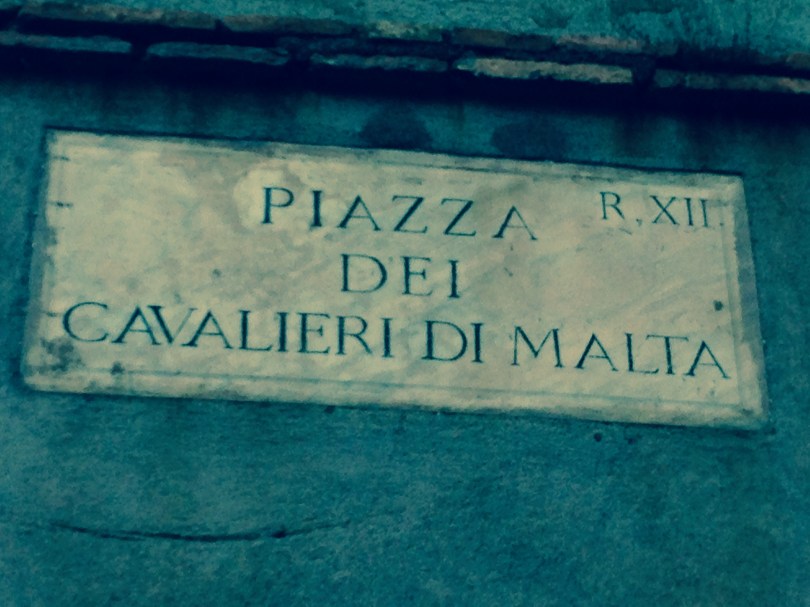 PIAZZA R. XII.
DEI
CAVALIERI DI MALTA